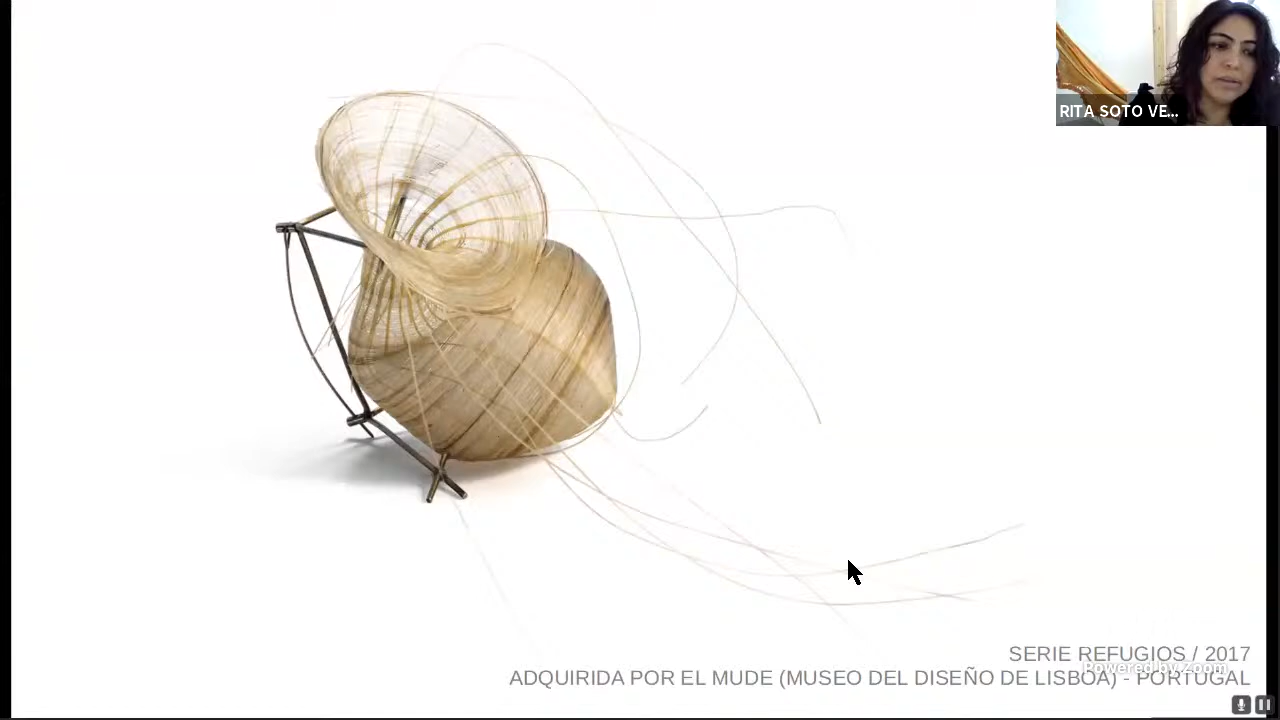 RITA SOTO VE...
SERIE REFUGIOS / 2017
Powered by Zoom
ADQUIRIDA POR EL MUDE (MUSEO DEL DISEÑO DE LISBOA) - PORTUGAL